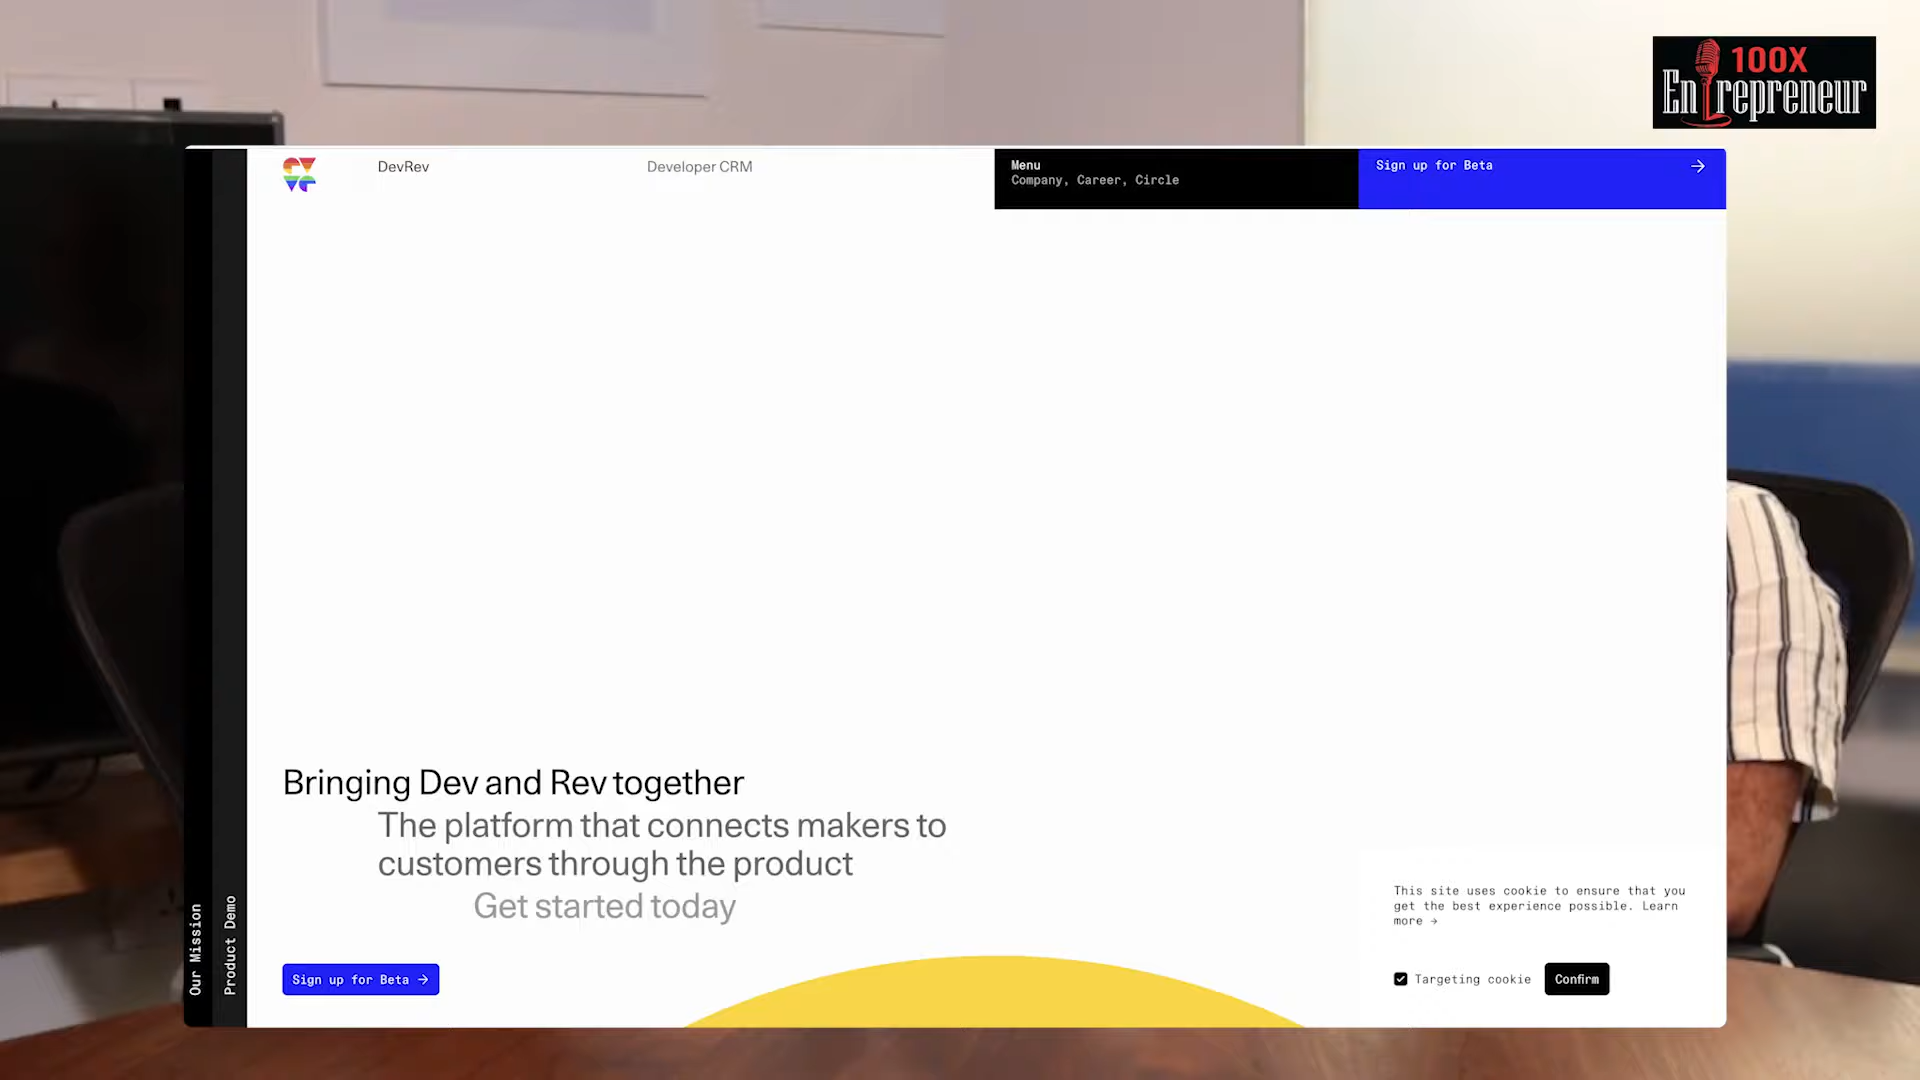 100X
Entrepreneur
DevRev
Developer CRM
Menu
Company, Career, Circle
Sign up for Beta →
Bringing Dev and Rev together
The platform that connects makers to
customers through the product
Get started today
Sign up for Beta →
Our Mission
Product Demo
This site uses cookie to ensure that you
get the best experience possible. Learn
more →
Targeting cookie
Confirm